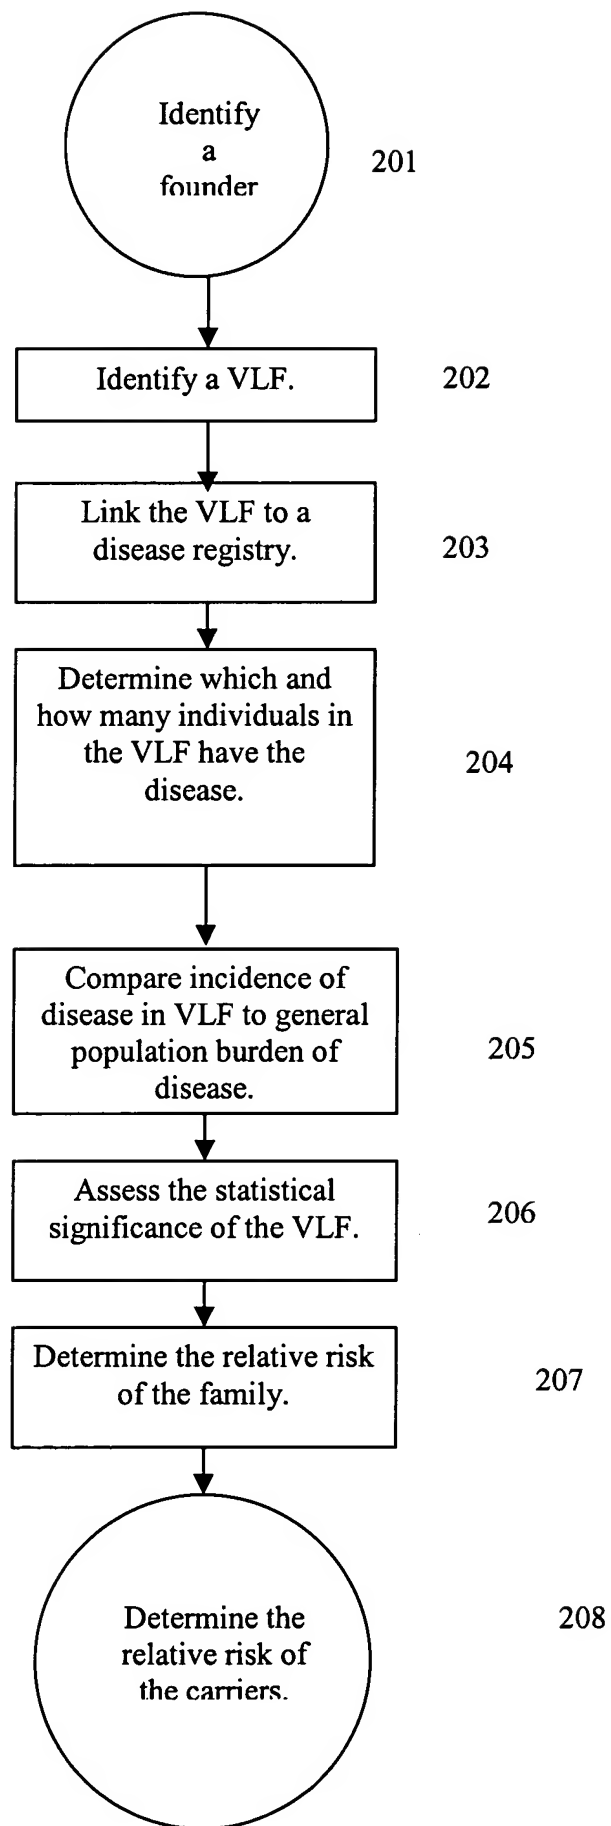 Identify
a
founder
201
Identify a VLF.
202
Link the VLF to a
disease registry.
203
Determine which and
how many individuals in
the VLF have the
disease.
204
Compare incidence of
disease in VLF to general
population burden of
disease.
205
Assess the statistical
significance of the VLF.
206
Determine the relative risk
of the family.
207
Determine the
relative risk of
the carriers.
208